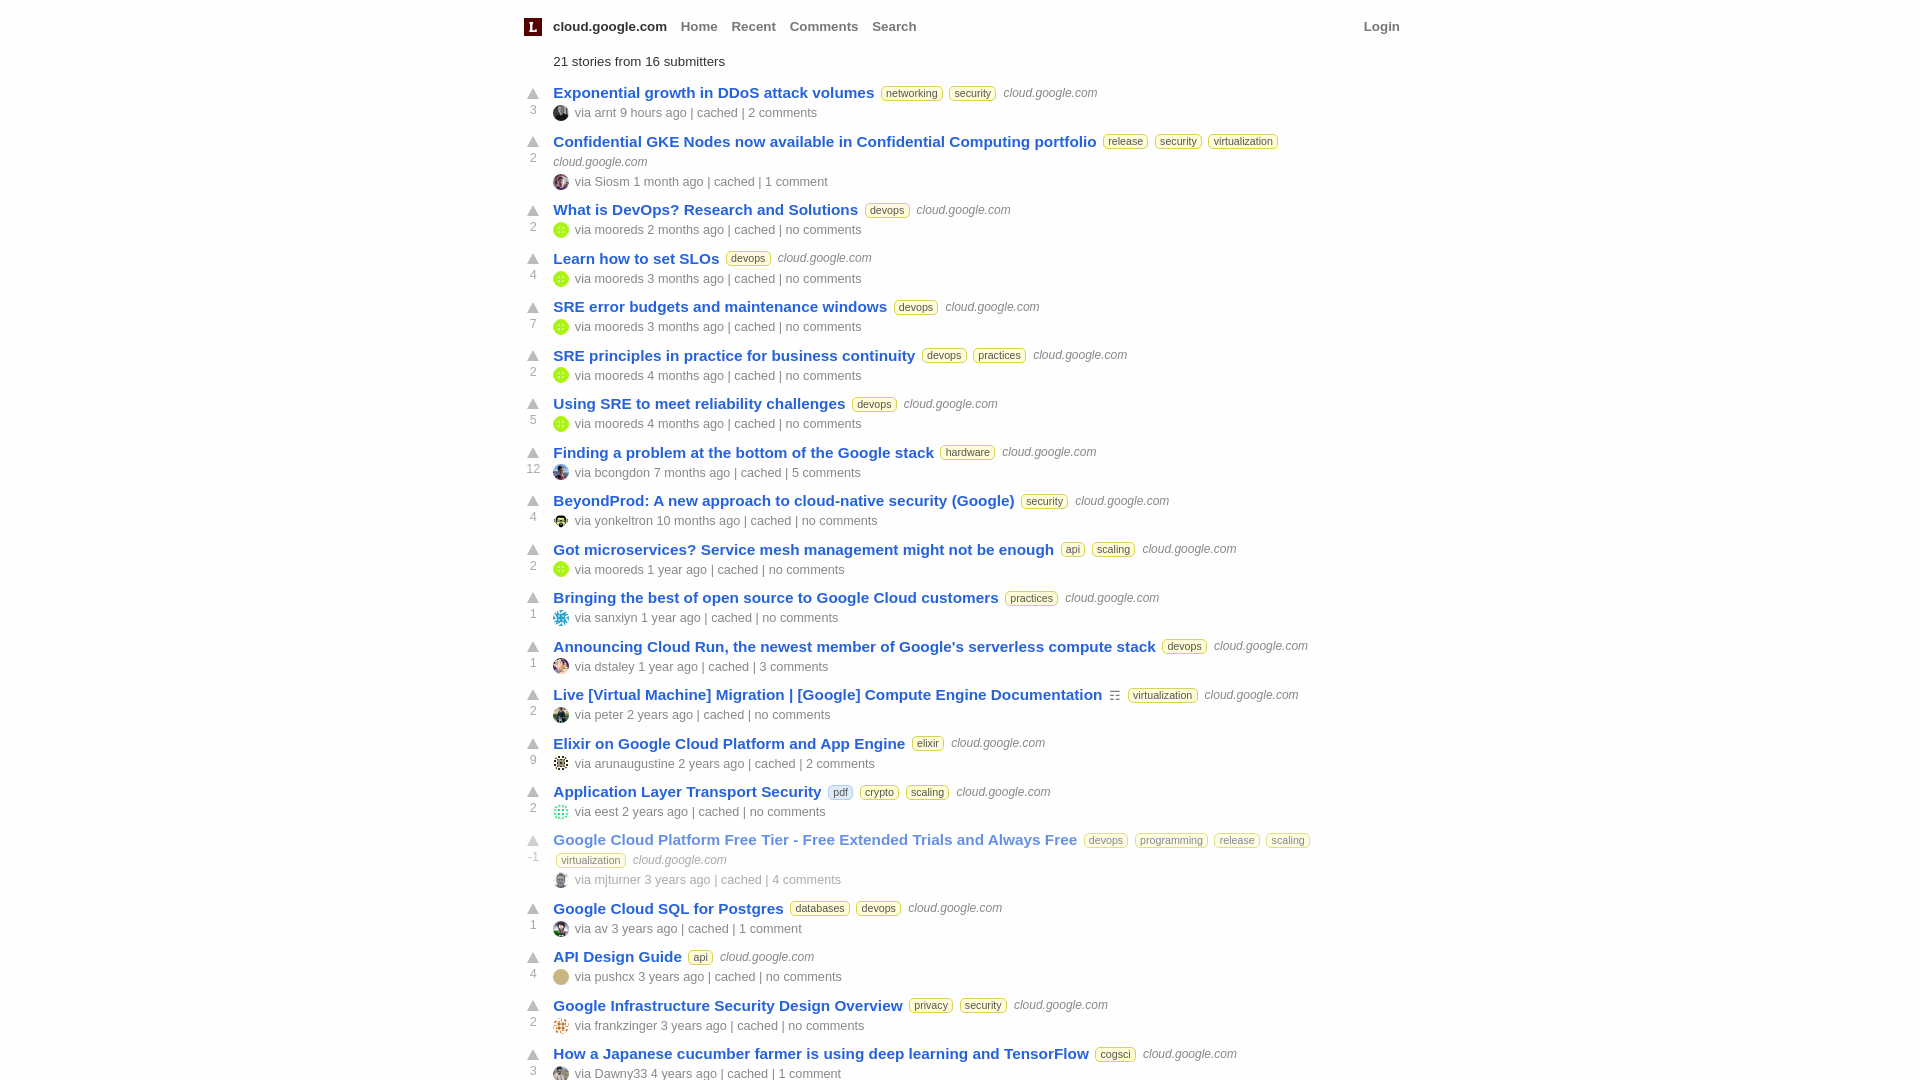 L cloud.google.com Home Recent Comments Search Login
21 stories from 16 submitters
Exponential growth in DDoS attack volumes networking security cloud.google.com
3 via arnt 9 hours ago | cached | 2 comments
Confidential GKE Nodes now available in Confidential Computing portfolio release security virtualization
2 cloud.google.com
via Siosm 1 month ago | cached | 1 comment
What is DevOps? Research and Solutions devops cloud.google.com
2 via mooreds 2 months ago | cached | no comments
Learn how to set SLOs devops cloud.google.com
4 via mooreds 3 months ago | cached | no comments
SRE error budgets and maintenance windows devops cloud.google.com
7 via mooreds 3 months ago | cached | no comments
SRE principles in practice for business continuity devops practices cloud.google.com
2 via mooreds 4 months ago | cached | no comments
Using SRE to meet reliability challenges devops cloud.google.com
5 via mooreds 4 months ago | cached | no comments
Finding a problem at the bottom of the Google stack hardware cloud.google.com
12 via bcongdon 7 months ago | cached | 5 comments
BeyondProd: A new approach to cloud-native security (Google) security cloud.google.com
4 via yonkeltron 10 months ago | cached | no comments
Got microservices? Service mesh management might not be enough api scaling cloud.google.com
2 via mooreds 1 year ago | cached | no comments
Bringing the best of open source to Google Cloud customers practices cloud.google.com
1 via sanxiyn 1 year ago | cached | no comments
Announcing Cloud Run, the newest member of Google's serverless compute stack devops cloud.google.com
1 via dstaley 1 year ago | cached | 3 comments
Live [Virtual Machine] Migration | [Google] Compute Engine Documentation ☶ virtualization cloud.google.com
2 via peter 2 years ago | cached | no comments
Elixir on Google Cloud Platform and App Engine elixir cloud.google.com
9 via arunaugustine 2 years ago | cached | 2 comments
Application Layer Transport Security pdf crypto scaling cloud.google.com
2 via eest 2 years ago | cached | no comments
Google Cloud Platform Free Tier - Free Extended Trials and Always Free devops programming release scaling
-1 virtualization cloud.google.com
via mjturner 3 years ago | cached | 4 comments
Google Cloud SQL for Postgres databases devops cloud.google.com
1 via av 3 years ago | cached | 1 comment
API Design Guide api cloud.google.com
4 via pushcx 3 years ago | cached | no comments
Google Infrastructure Security Design Overview privacy security cloud.google.com
2 via frankzinger 3 years ago | cached | no comments
How a Japanese cucumber farmer is using deep learning and TensorFlow cogsci cloud.google.com
3 via Dawny33 4 years ago | cached | 1 comment